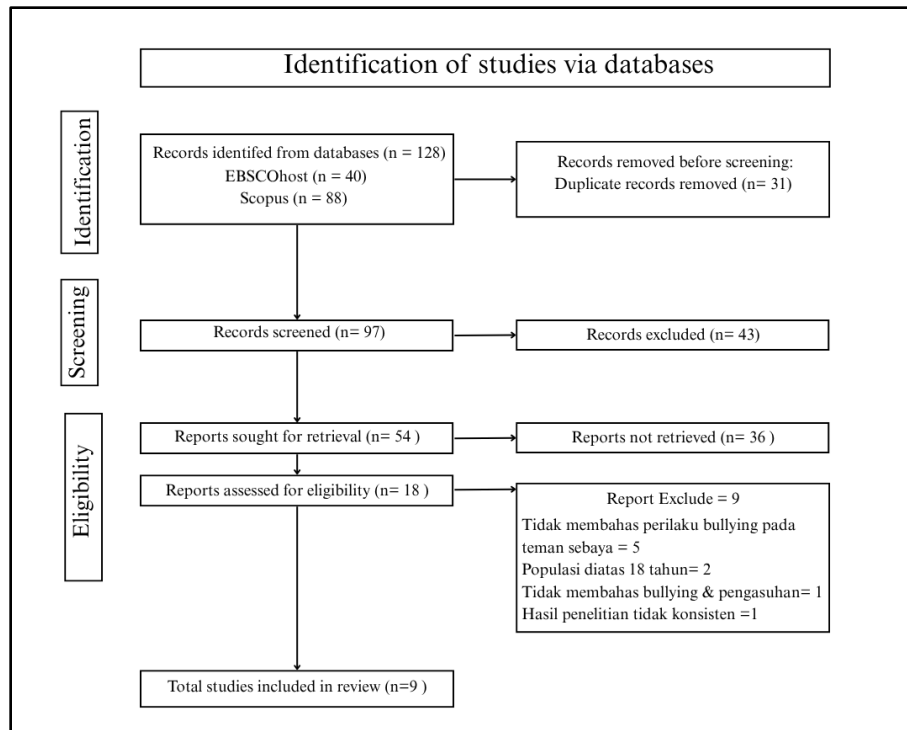 Identification of studies via databases
Identification
Records identifed from databases (n = 128)
EBSCOhost (n = 40)
Scopus (n = 88)
Records removed before screening:
Duplicate records removed (n= 31)
Screening
Records screened (n= 97)
Records excluded (n= 43)
Eligibility
Reports sought for retrieval (n= 54 )
Reports not retrieved (n= 36 )
Reports assessed for eligibility (n= 18 )
Report Exclude = 9
Tidak membahas perilaku bullying pada
teman sebaya = 5
Populasi diatas 18 tahun= 2
Tidak membahas bullying & pengasuhan= 1
Hasil penelitian tidak konsisten =1
Total studies included in review (n=9 )